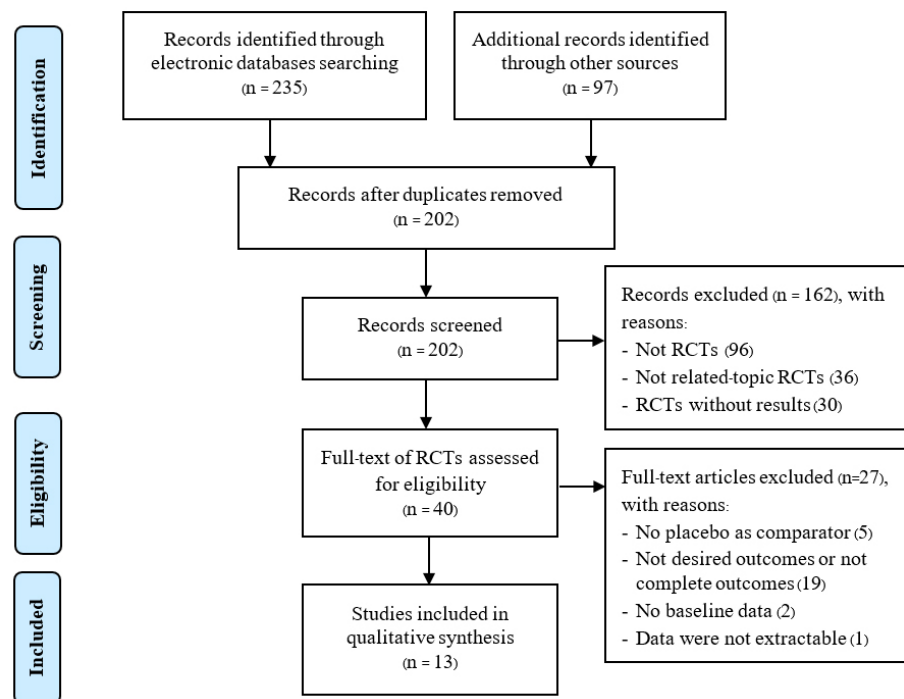 Identification
Records identified through
electronic databases searching
(n = 235)
Additional records identified
through other sources
(n = 97)
Records after duplicates removed
(n = 202)
Screening
Records screened
(n = 202)
Records excluded (n = 162), with
reasons:
- Not RCTs (96)
- Not related-topic RCTs (36)
- RCTs without results (30)
Eligibility
Full-text of RCTs assessed
for eligibility
(n = 40)
Full-text articles excluded (n=27),
with reasons:
- No placebo as comparator (5)
- Not desired outcomes or not
complete outcomes (19)
- No baseline data (2)
- Data were not extractable (1)
Included
Studies included in
qualitative synthesis
(n = 13)